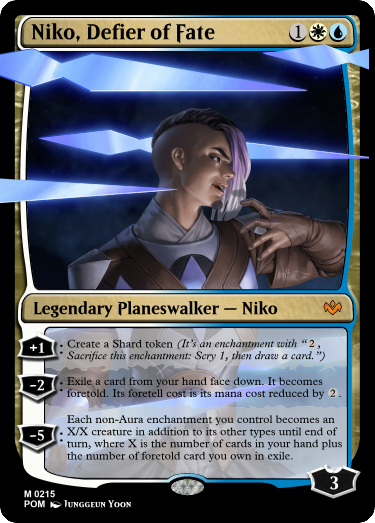 Niko, Defier of Fate 1
Legendary Planeswalker — Niko
+1 Create a Shard token (It's an enchantment with "2,
Sacrifice this enchantment: Scry 1, then draw a card.")
-2 Exile a card from your hand face down. It becomes
foretold. Its foretell cost is its mana cost reduced by 2.
Each non-Aura enchantment you control becomes an
-5 X/X creature in addition to its other types until end of
turn, where X is the number of cards in your hand plus
the number of foretold card you own in exile.
3
M 0215
POM Junggeun Yoon